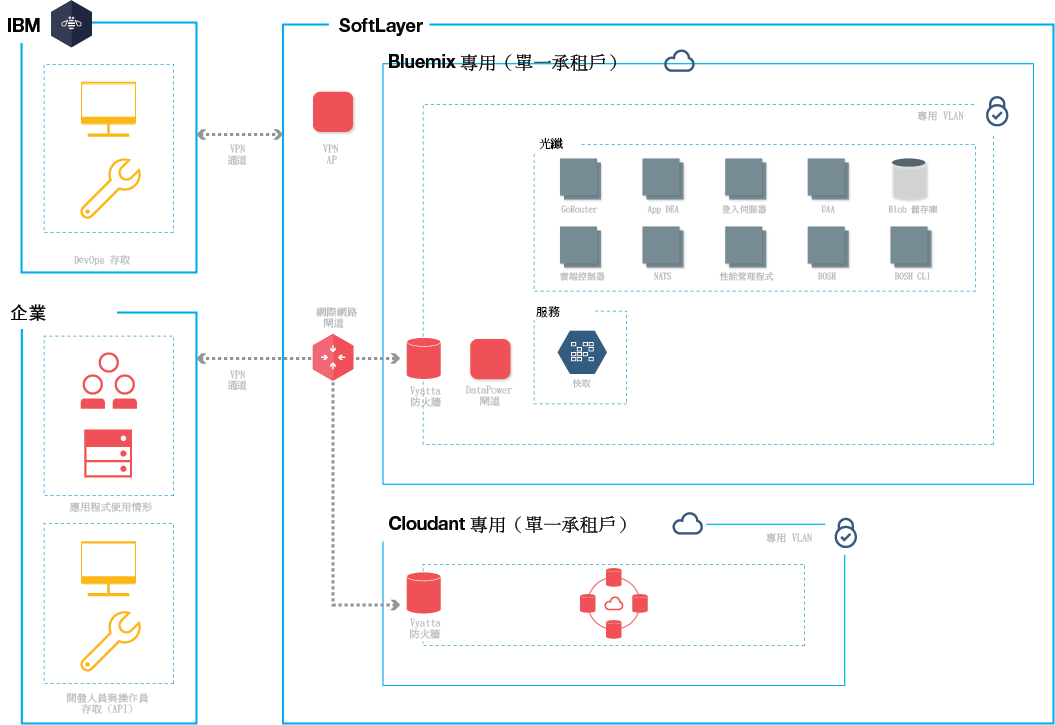 IBM
SoftLayer
Bluemix 專用（單一承租戶）
專用 VLAN
VPN
通道
VPN
AP
光纖
GoRouter
App DEA
登入伺服器
UAA
Blob 儲存庫
雲端控制器
NATS
性能管理程式
BOSH
BOSH CLI
DevOps 存取
企業
網際網路
閘道
服務
VPN
通道
Vyatta
防火牆
DataPower
閘道
快取
應用程式使用情形
Cloudant 專用（單一承租戶）
專用 VLAN
Vyatta
防火牆
開發人員與操作員
存取（API）